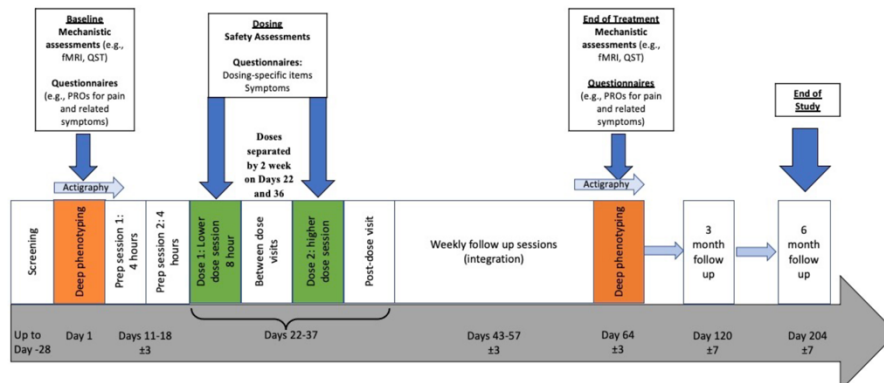 Baseline
Mechanistic
assessments (e.g.,
fMRI, QST)
Questionnaires
(e.g., PROs for pain
and related
symptoms)
Dosing
Safety Assessments
Questionnaires:
Dosing-specific items
Symptoms
End of Treatment
Mechanistic
assessments (e.g.,
fMRI, QST)
Questionnaires
(e.g., PROs for pain
and related
symptoms)
End of
Study
Doses
separated
by 2 week
on Days 22
and 36
Actigraphy
Actigraphy
Screening
Deep phenotyping
Prep session 1:
4 hours
Prep session 2: 4
hours
Dose 1: Lower
dose session
8 hour
Between dose
visits
Dose 2: higher
dose session
Post-dose visit
Weekly follow up sessions
(integration)
Deep phenotyping
3
month
follow
up
6
month
follow
up
Up to
Day -28
Day 1
Days 11-18
±3
Days 22-37
Days 43-57
±3
Day 64
±3
Day 120
±7
Day 204
±7